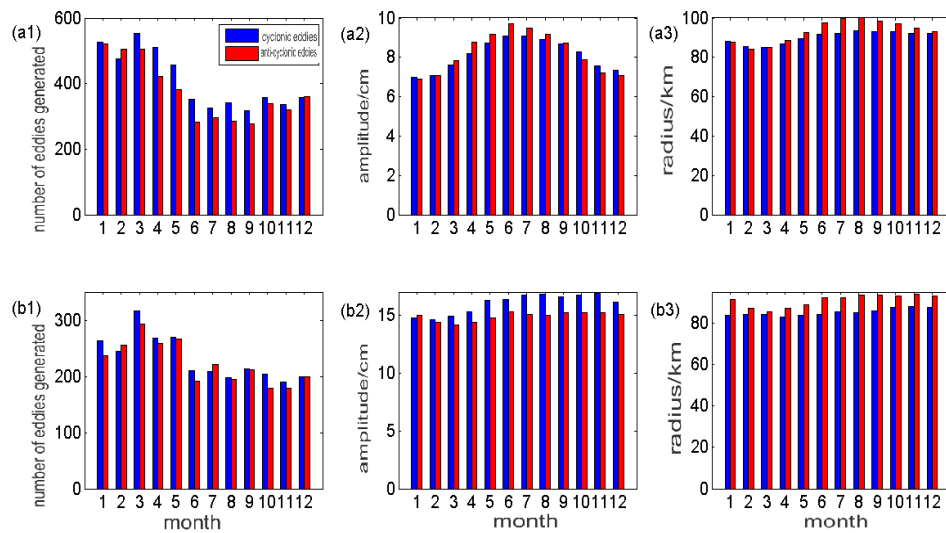 (a1)
number of eddies generated
600
400
200
0
cyclonic eddies
anti-cyclonic eddies
1 2 3 4 5 6 7 8 9 10 11 12
(a2)
amplitude/cm
10
8
6
4
2
0
1 2 3 4 5 6 7 8 9 10 11 12
(a3)
radius/km
100
80
60
40
20
0
1 2 3 4 5 6 7 8 9 10 11 12
(b1)
number of eddies generated
300
200
100
0
1 2 3 4 5 6 7 8 9 10 11 12
month
(b2)
amplitude/cm
15
10
5
0
1 2 3 4 5 6 7 8 9 10 11 12
month
(b3)
radius/km
80
60
40
20
0
1 2 3 4 5 6 7 8 9 10 11 12
month